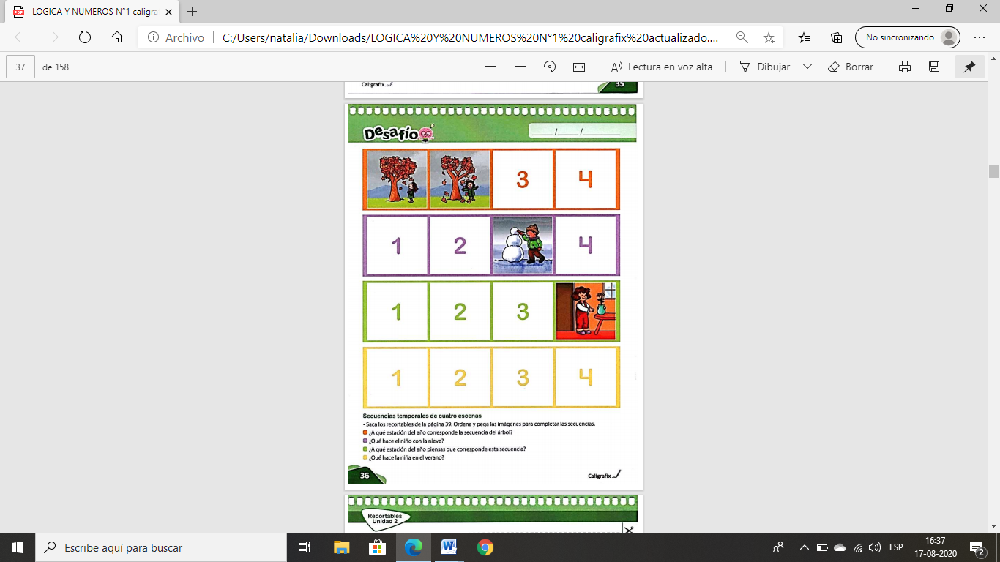 LOGICA Y NUMEROS N°1 caligra
Archivo
C:/Users/natalia/Downloads/LOGICA%20Y%20NUMEROS%20N°1%20caligrafix%20actualizado....
No sincronizando
37 de 158
Lectura en voz alta
Dibujar
Borrar
Caligrafix
35
Desafío
____/____/________
3 4
1 2 4
1 2 3
1 2 3 4
Secuencias temporales de cuatro escenas
• Saca los recortables de la página 39. Ordena y pega las imágenes para completar las secuencias.
¿A qué estación del año corresponde la secuencia del árbol?
¿Qué hace el niño con la nieve?
¿A qué estación del año piensas que corresponde esta secuencia?
¿Qué hace la niña en el verano?
36
Caligrafix
Recortables
Unidad 2
Escribe aquí para buscar
ESP
16:37
17-08-2020
2